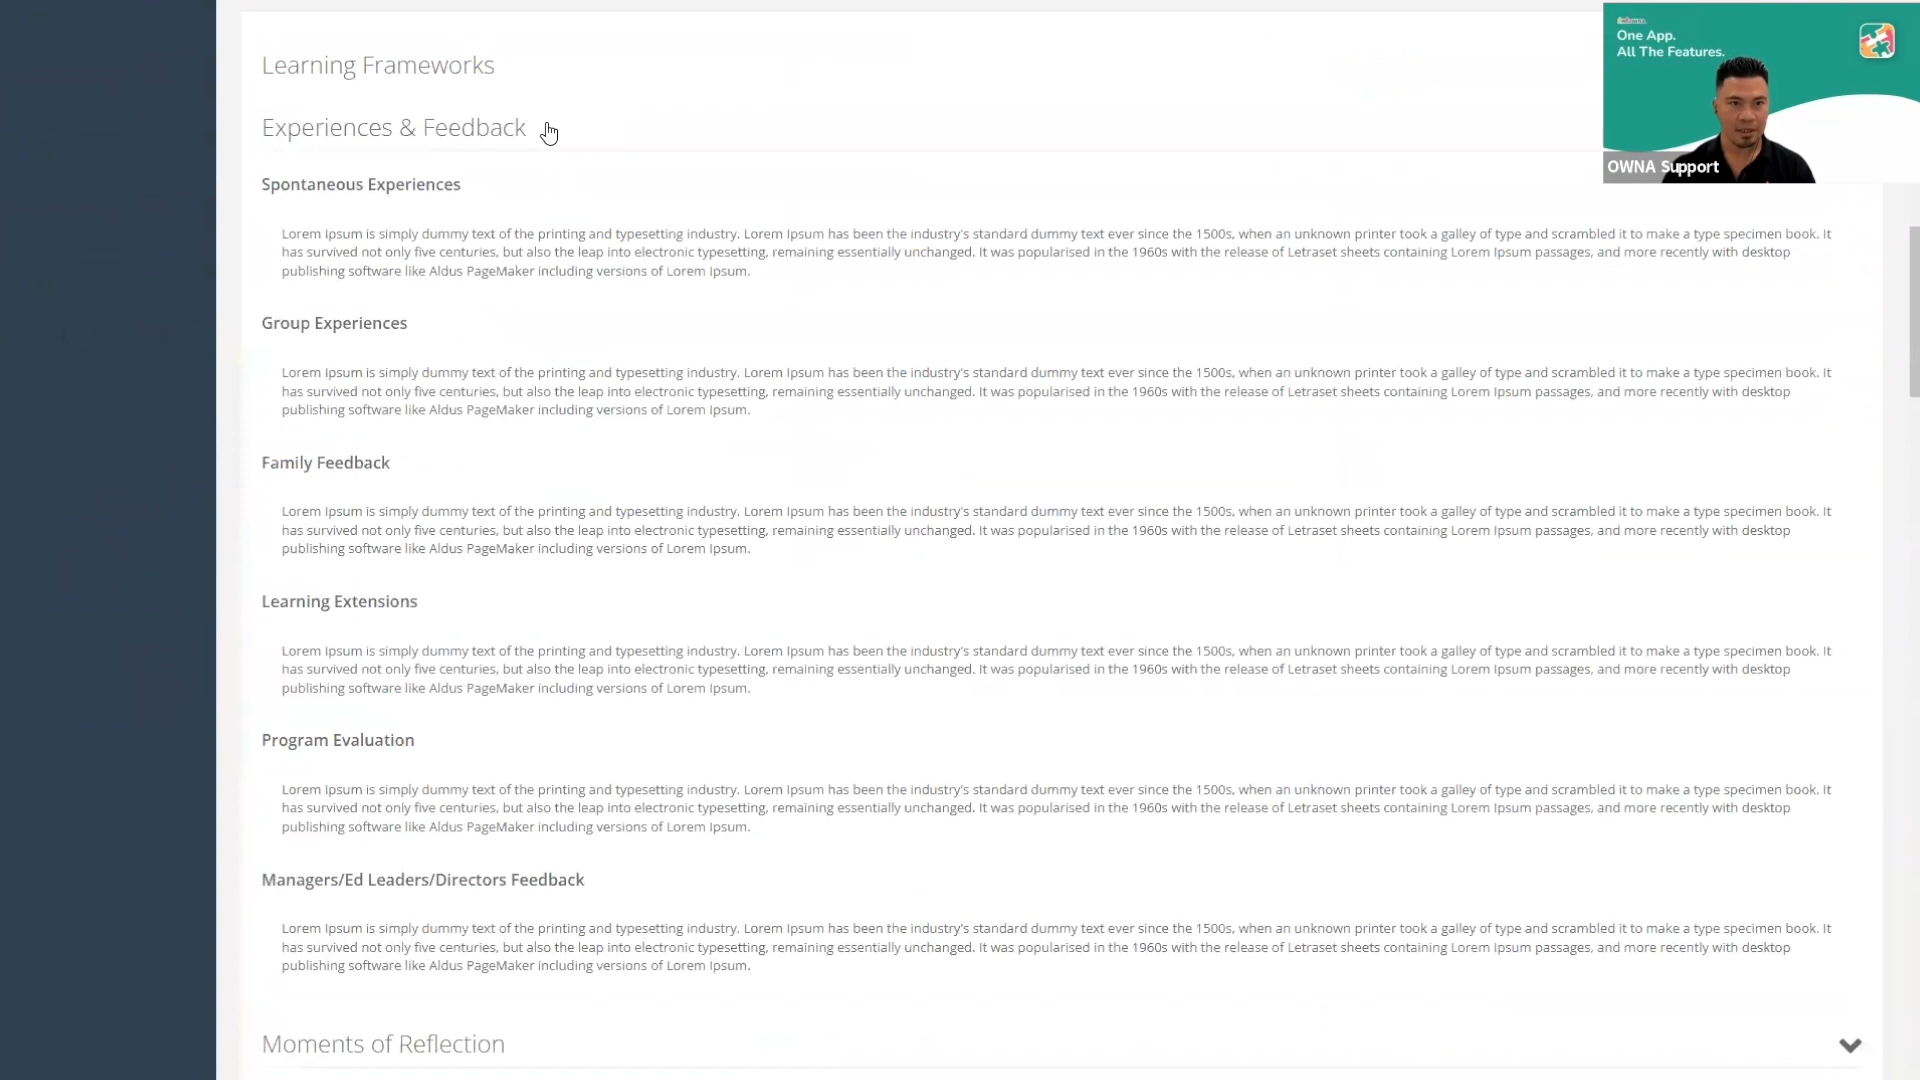 Learning Frameworks
One App.
All The Features.
Experiences & Feedback
OWNA Support
Spontaneous Experiences
Lorem Ipsum is simply dummy text of the printing and typesetting industry. Lorem Ipsum has been the industry's standard dummy text ever since the 1500s, when an unknown printer took a galley of type and scrambled it to make a type specimen book. It
has survived not only five centuries, but also the leap into electronic typesetting, remaining essentially unchanged. It was popularised in the 1960s with the release of Letraset sheets containing Lorem Ipsum passages, and more recently with desktop
publishing software like Aldus PageMaker including versions of Lorem Ipsum.
Group Experiences
Lorem Ipsum is simply dummy text of the printing and typesetting industry. Lorem Ipsum has been the industry's standard dummy text ever since the 1500s, when an unknown printer took a galley of type and scrambled it to make a type specimen book. It
has survived not only five centuries, but also the leap into electronic typesetting, remaining essentially unchanged. It was popularised in the 1960s with the release of Letraset sheets containing Lorem Ipsum passages, and more recently with desktop
publishing software like Aldus PageMaker including versions of Lorem Ipsum.
Family Feedback
Lorem Ipsum is simply dummy text of the printing and typesetting industry. Lorem Ipsum has been the industry's standard dummy text ever since the 1500s, when an unknown printer took a galley of type and scrambled it to make a type specimen book. It
has survived not only five centuries, but also the leap into electronic typesetting, remaining essentially unchanged. It was popularised in the 1960s with the release of Letraset sheets containing Lorem Ipsum passages, and more recently with desktop
publishing software like Aldus PageMaker including versions of Lorem Ipsum.
Learning Extensions
Lorem Ipsum is simply dummy text of the printing and typesetting industry. Lorem Ipsum has been the industry's standard dummy text ever since the 1500s, when an unknown printer took a galley of type and scrambled it to make a type specimen book. It
has survived not only five centuries, but also the leap into electronic typesetting, remaining essentially unchanged. It was popularised in the 1960s with the release of Letraset sheets containing Lorem Ipsum passages, and more recently with desktop
publishing software like Aldus PageMaker including versions of Lorem Ipsum.
Program Evaluation
Lorem Ipsum is simply dummy text of the printing and typesetting industry. Lorem Ipsum has been the industry's standard dummy text ever since the 1500s, when an unknown printer took a galley of type and scrambled it to make a type specimen book. It
has survived not only five centuries, but also the leap into electronic typesetting, remaining essentially unchanged. It was popularised in the 1960s with the release of Letraset sheets containing Lorem Ipsum passages, and more recently with desktop
publishing software like Aldus PageMaker including versions of Lorem Ipsum.
Managers/Ed Leaders/Directors Feedback
Lorem Ipsum is simply dummy text of the printing and typesetting industry. Lorem Ipsum has been the industry's standard dummy text ever since the 1500s, when an unknown printer took a galley of type and scrambled it to make a type specimen book. It
has survived not only five centuries, but also the leap into electronic typesetting, remaining essentially unchanged. It was popularised in the 1960s with the release of Letraset sheets containing Lorem Ipsum passages, and more recently with desktop
publishing software like Aldus PageMaker including versions of Lorem Ipsum.
Moments of Reflection